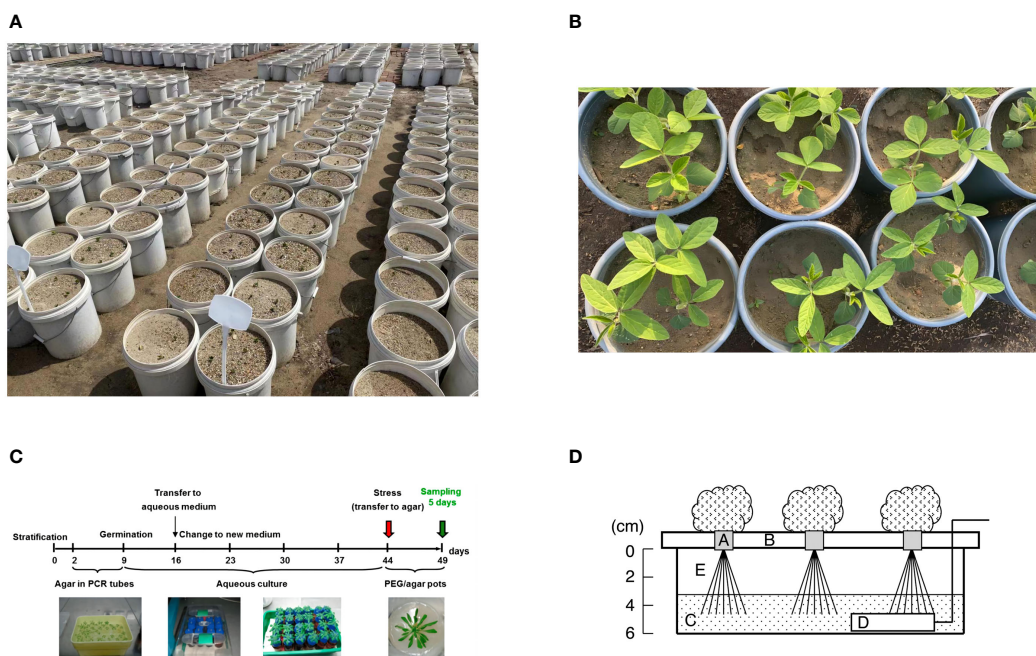 A
B
C
Transfer to
aqueous medium
Stress
(transfer to agar)
Sampling
5 days
Stratification
Germination
Change to new medium
0 2 9 16 23 30 37 44 49 days
Agar in PCR tubes
Aqueous culture
PEG/agar pots
D
(cm)
0
2
4
6
A
B
E
C
D